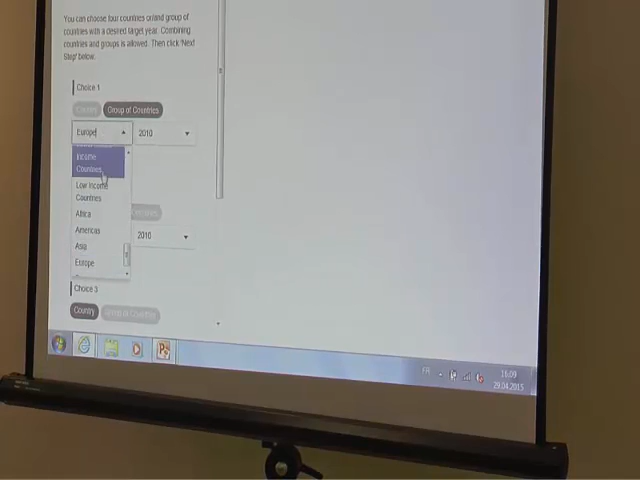 You can choose four countries or/and group of
countries with a desired target year. Combining
countries and groups is allowed. Then click 'Next
Step' below.
Choice 1
Country Group of Countries
Europe 2010
Income
Countries
Low Income
Countries
Africa
Countries
Americas
2010
Asia
Europe
Choice 3
Country Group of Countries
FR 16:09
29.04.2015